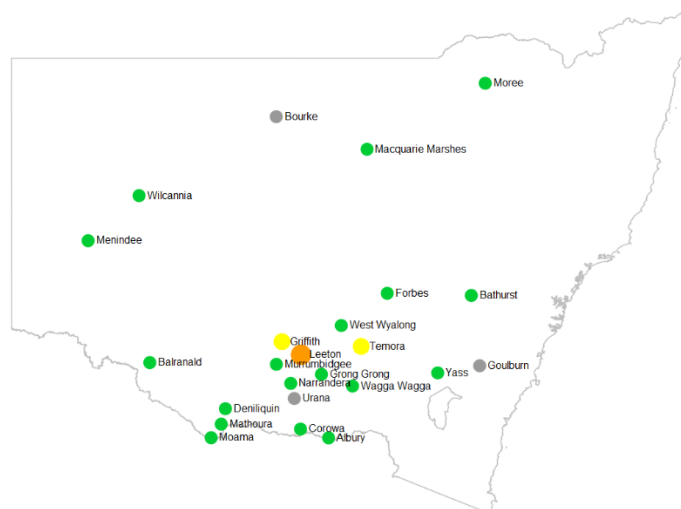 Moree
Bourke
Macquarie Marshes
Wilcannia
Menindee
Forbes
Bathurst
West Wyalong
Griffith
Temora
Leeton
Balranald
Murrumbidgee
Goulburn
Grong Grong
Yass
Narrandera
Wagga Wagga
Urana
Deniliquin
Mathoura
Corowa
Moama
Albury